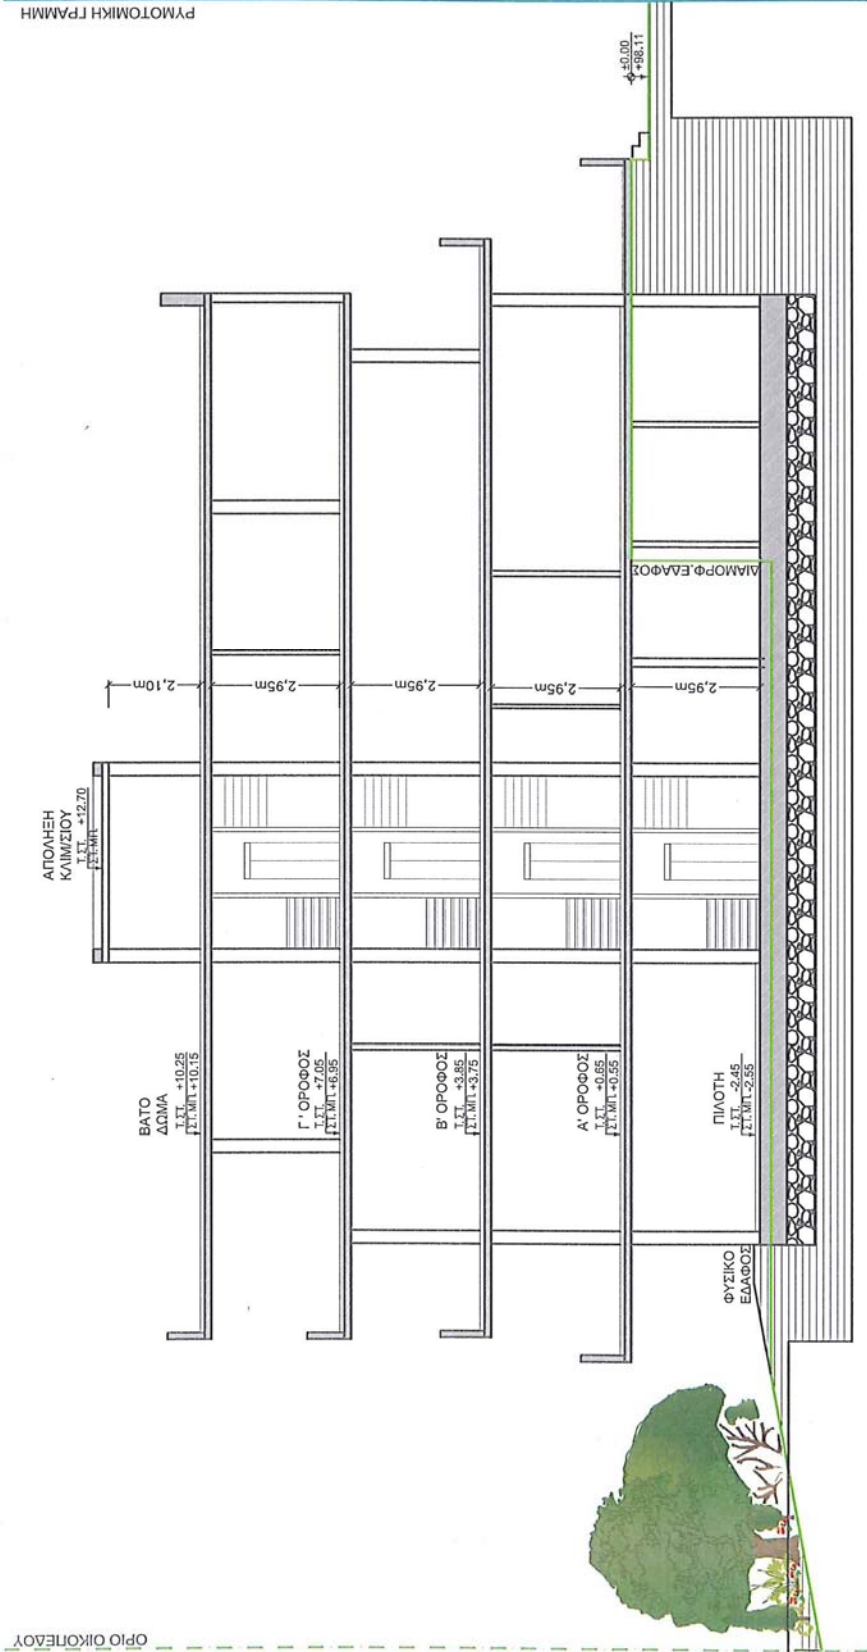 ΡΥΜΟΤΟΜΙΚΗ ΓΡΑΜΜΗ
±0.00
+98.11
ΑΠΟΛΗΞΗ
ΚΛΙΜ/ΣΙΟΥ
Τ.ΣΤ. +12.70
ΣΤ.ΜΠ.
2,10m
2,95m
2,95m
2,95m
2,95m
ΔΙΑΜΟΡΦ.ΕΔΑΦΟΣ
ΒΑΤΟ
ΔΩΜΑ
Τ.ΣΤ. +10.25
ΣΤ.ΜΠ. +10.15
Γ' ΟΡΟΦΟΣ
Τ.ΣΤ. +7.05
ΣΤ.ΜΠ. +6.95
Β' ΟΡΟΦΟΣ
Τ.ΣΤ. +3.85
ΣΤ.ΜΠ. +3.75
Α' ΟΡΟΦΟΣ
Τ.ΣΤ. +0.65
ΣΤ.ΜΠ. +0.55
ΠΙΛΟΤΗ
Τ.ΣΤ. -2.45
ΣΤ.ΜΠ. -2.55
ΦΥΣΙΚΟ
ΕΔΑΦΟΣ
ΟΡΙΟ ΟΙΚΟΠΕΔΟΥ